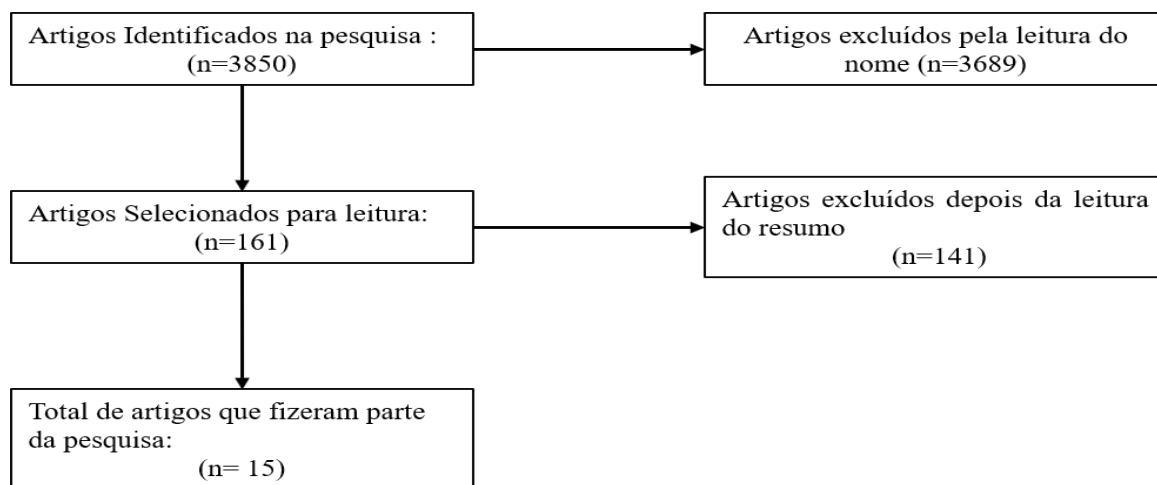 Artigos Identificados na pesquisa :
(n=3850)
Artigos excluídos pela leitura do
nome (n=3689)
Artigos Selecionados para leitura:
(n=161)
Artigos excluídos depois da leitura
do resumo
(n=141)
Total de artigos que fizeram parte
da pesquisa:
(n= 15)